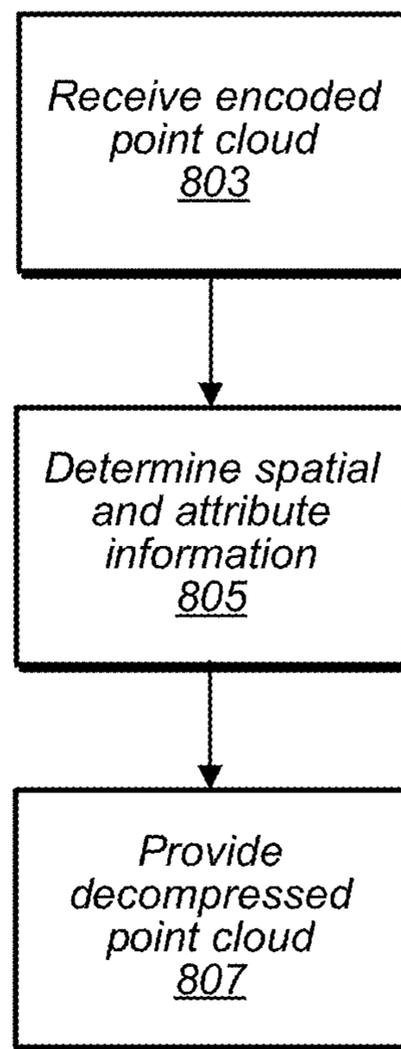 Receive encoded
point cloud
803
Determine spatial
and attribute
information
805
Provide
decompressed
point cloud
807